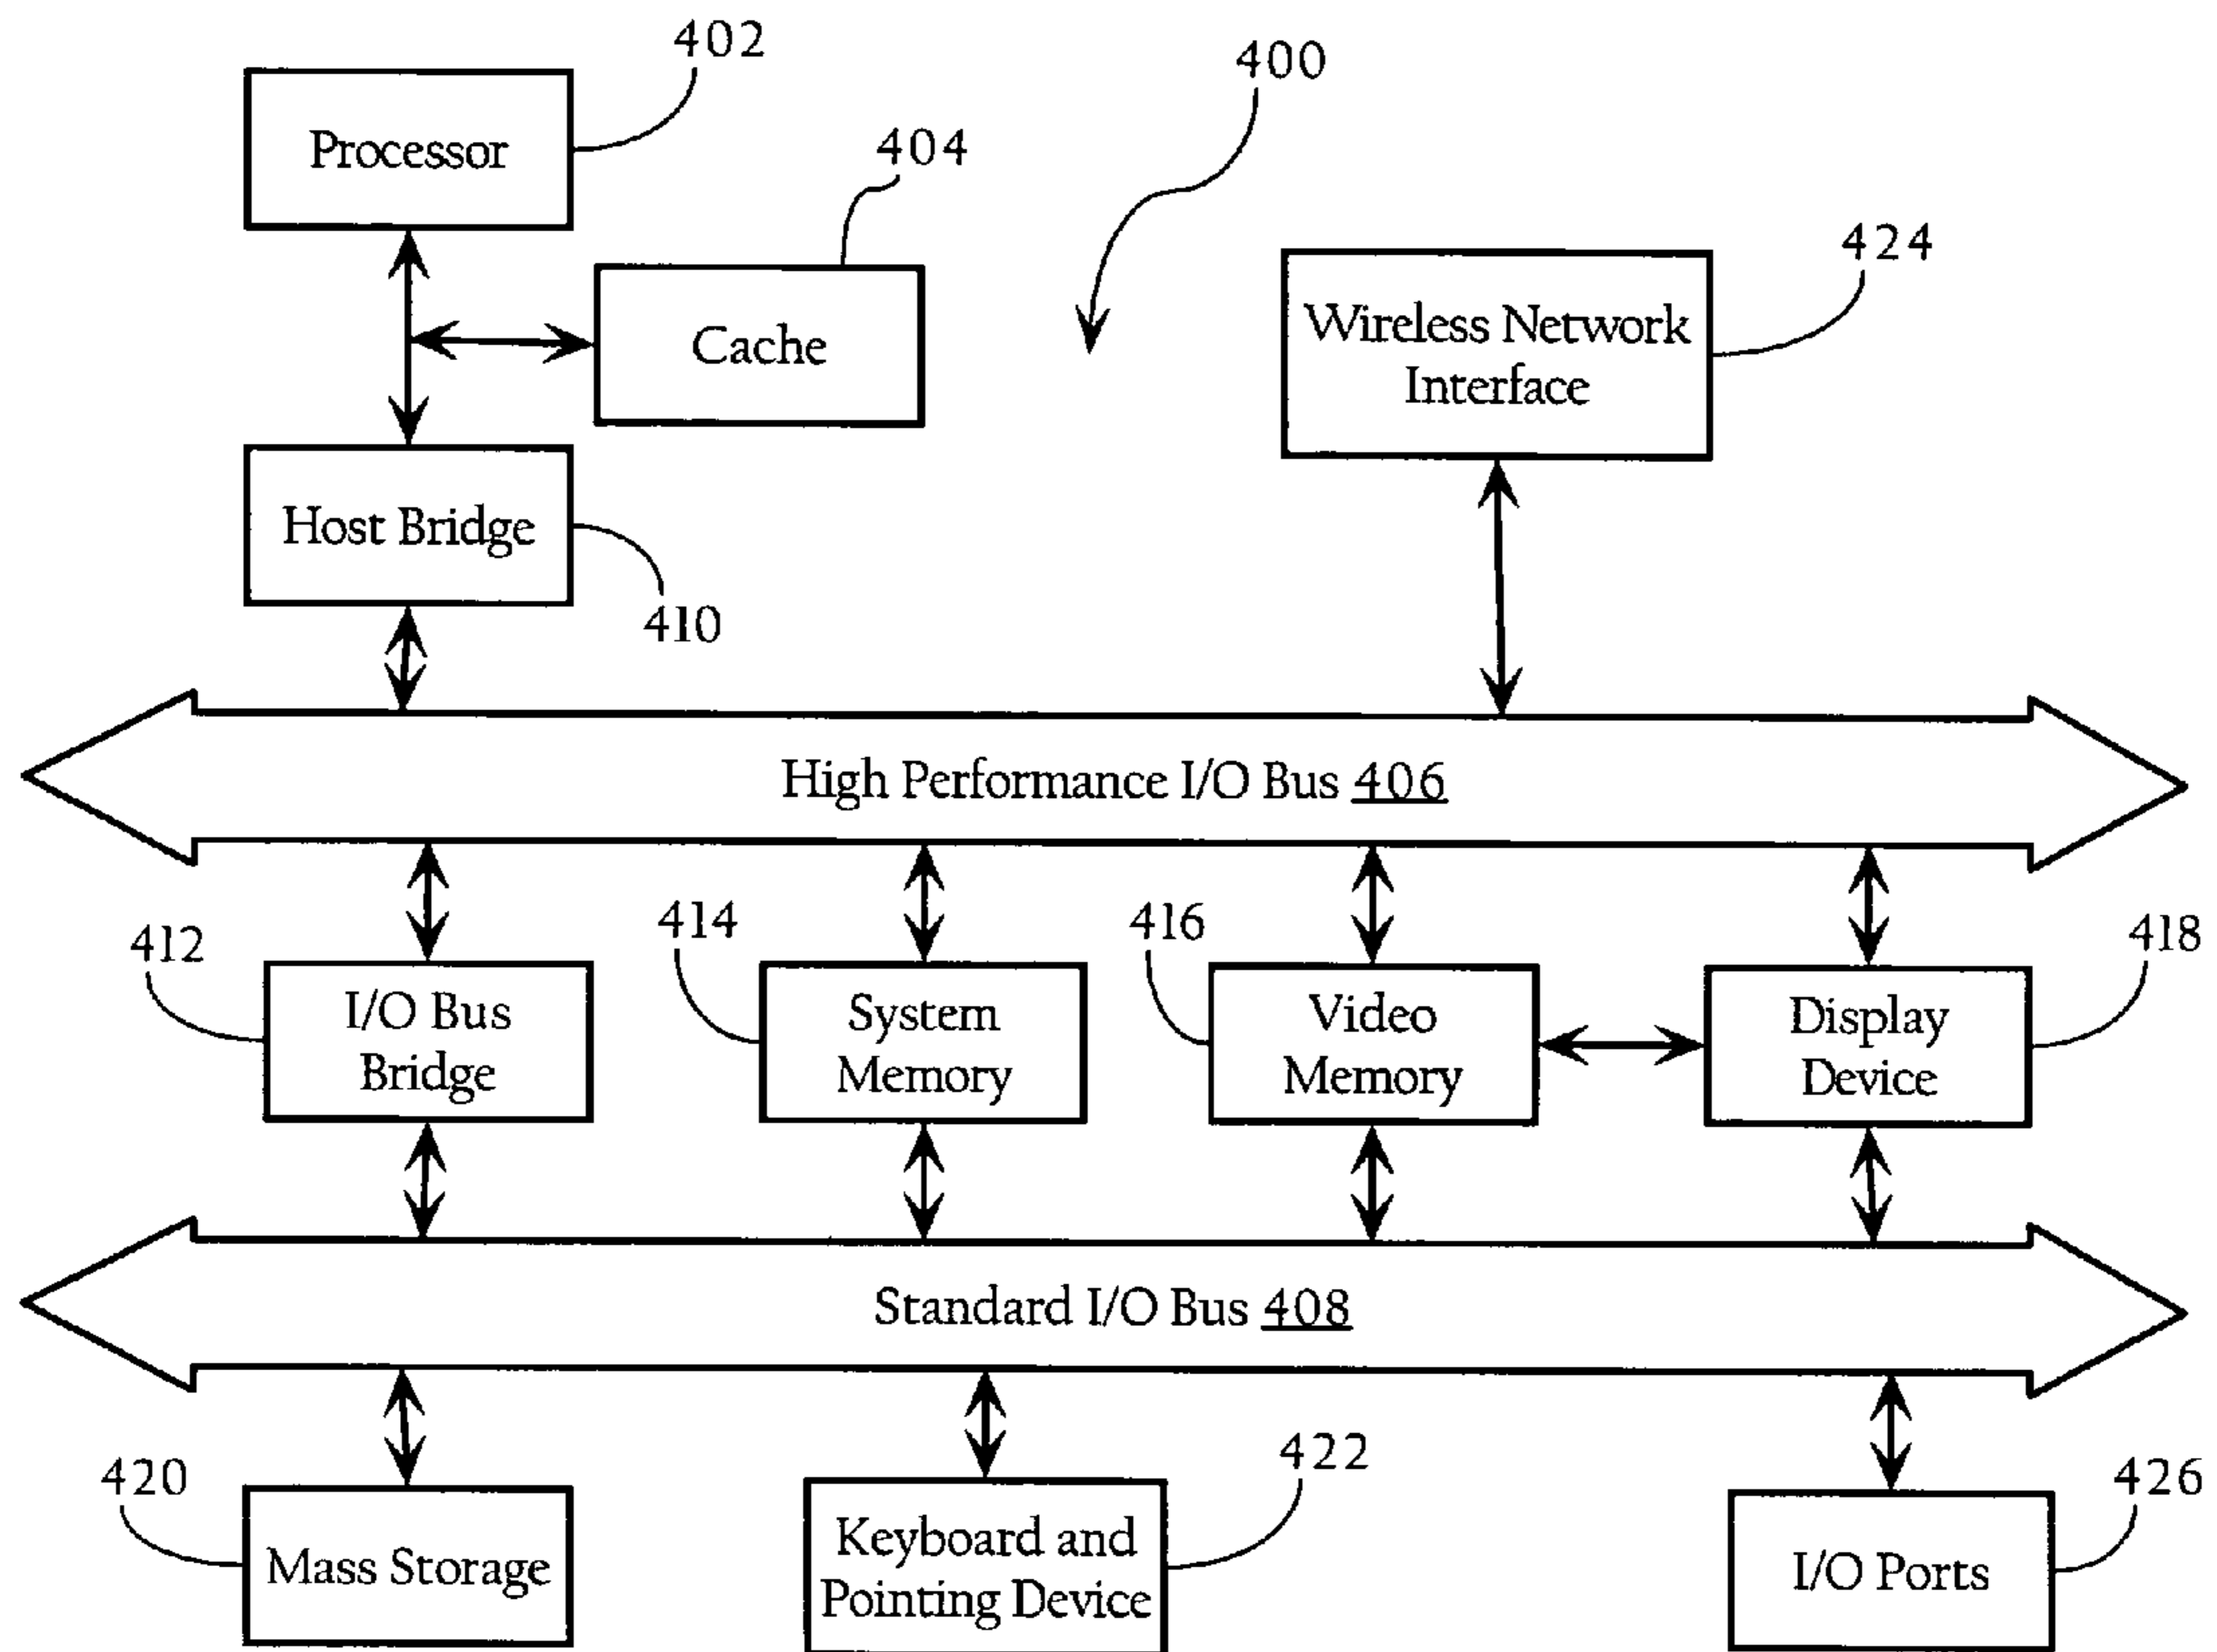 402
400
Processor
404
424
Cache
Wireless Network
Interface
Host Bridge
410
High Performance I/O Bus 406
412
414
416
418
I/O Bus
Bridge
System
Memory
Video
Memory
Display
Device
Standard I/O Bus 408
420
422
426
Mass Storage
Keyboard and
Pointing Device
I/O Ports